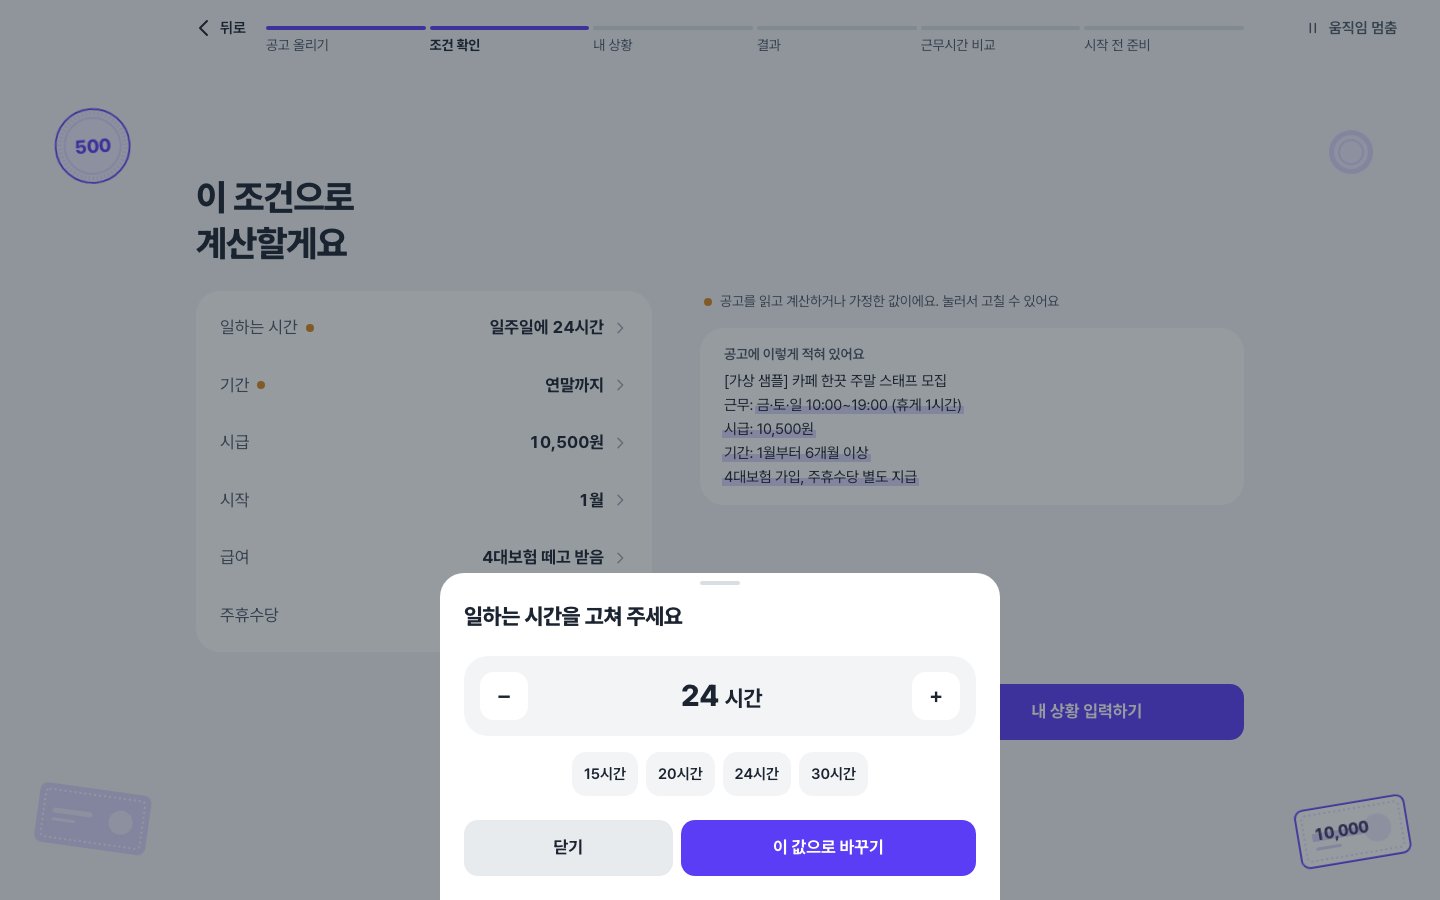 뒤로
공고 올리기
조건 확인
내 상황
결과
근무시간 비교
시작 전 준비
움직임 멈춤
500
이 조건으로
계산할게요
일하는 시간
일주일에 24시간
기간
연말까지
시급
10,500원
시작
1월
급여
4대보험 떼고 받음
주휴수당
공고를 읽고 계산하거나 가정한 값이에요. 눌러서 고칠 수 있어요
공고에 이렇게 적혀 있어요
[가상 샘플] 카페 한끗 주말 스태프 모집
근무: 금·토·일 10:00~19:00 (휴게 1시간)
시급: 10,500원
기간: 1월부터 6개월 이상
4대보험 가입, 주휴수당 별도 지급
내 상황 입력하기
일하는 시간을 고쳐 주세요
−
24 시간
+
15시간
20시간
24시간
30시간
닫기
이 값으로 바꾸기
10,000